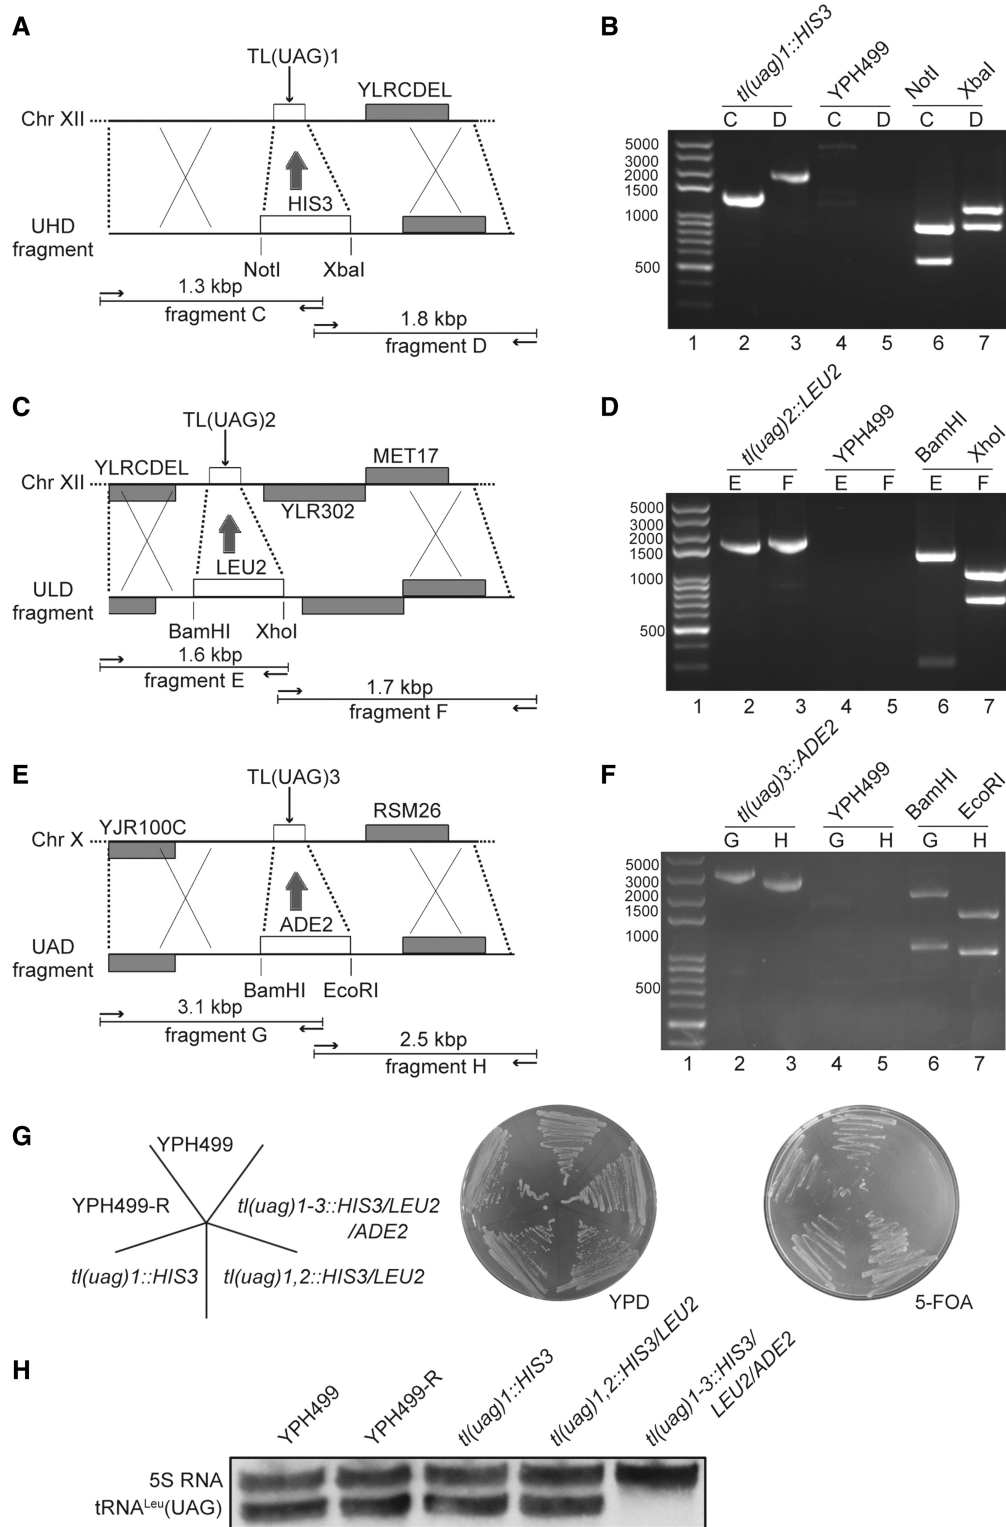 A
TL(UAG)1
YLRCDEL
Chr XII
HIS3
UHD
fragment
NotI
XbaI
1.3 kbp
fragment C
1.8 kbp
fragment D
B
tl(uag)1::HIS3
YPH499
NotI
XbaI
C D C D C D
5000
3000
2000
1500
1000
500
1 2 3 4 5 6 7
C
TL(UAG)2
YLRCDEL
MET17
Chr XII
YLR302
LEU2
ULD
fragment
BamHI
XhoI
1.6 kbp
fragment E
1.7 kbp
fragment F
D
tl(uag)2::LEU2
YPH499
BamHI
XhoI
E F E F E F
5000
3000
2000
1500
1000
500
1 2 3 4 5 6 7
E
TL(UAG)3
YJR100C
RSM26
Chr X
ADE2
UAD
fragment
BamHI
EcoRI
3.1 kbp
fragment G
2.5 kbp
fragment H
F
tl(uag)3::ADE2
YPH499
BamHI
EcoRI
G H G H G H
5000
3000
2000
1500
1000
500
1 2 3 4 5 6 7
G
YPH499
YPH499-R
tl(uag)1-3::HIS3/LEU2
/ADE2
tl(uag)1::HIS3
tl(uag)1,2::HIS3/LEU2
YPD
5-FOA
H
YPH499
YPH499-R
tl(uag)1::HIS3
tl(uag)1,2::HIS3/LEU2
tl(uag)1-3::HIS3/
LEU2/ADE2
5S RNA
tRNAᴸᵉᵘ(UAG)